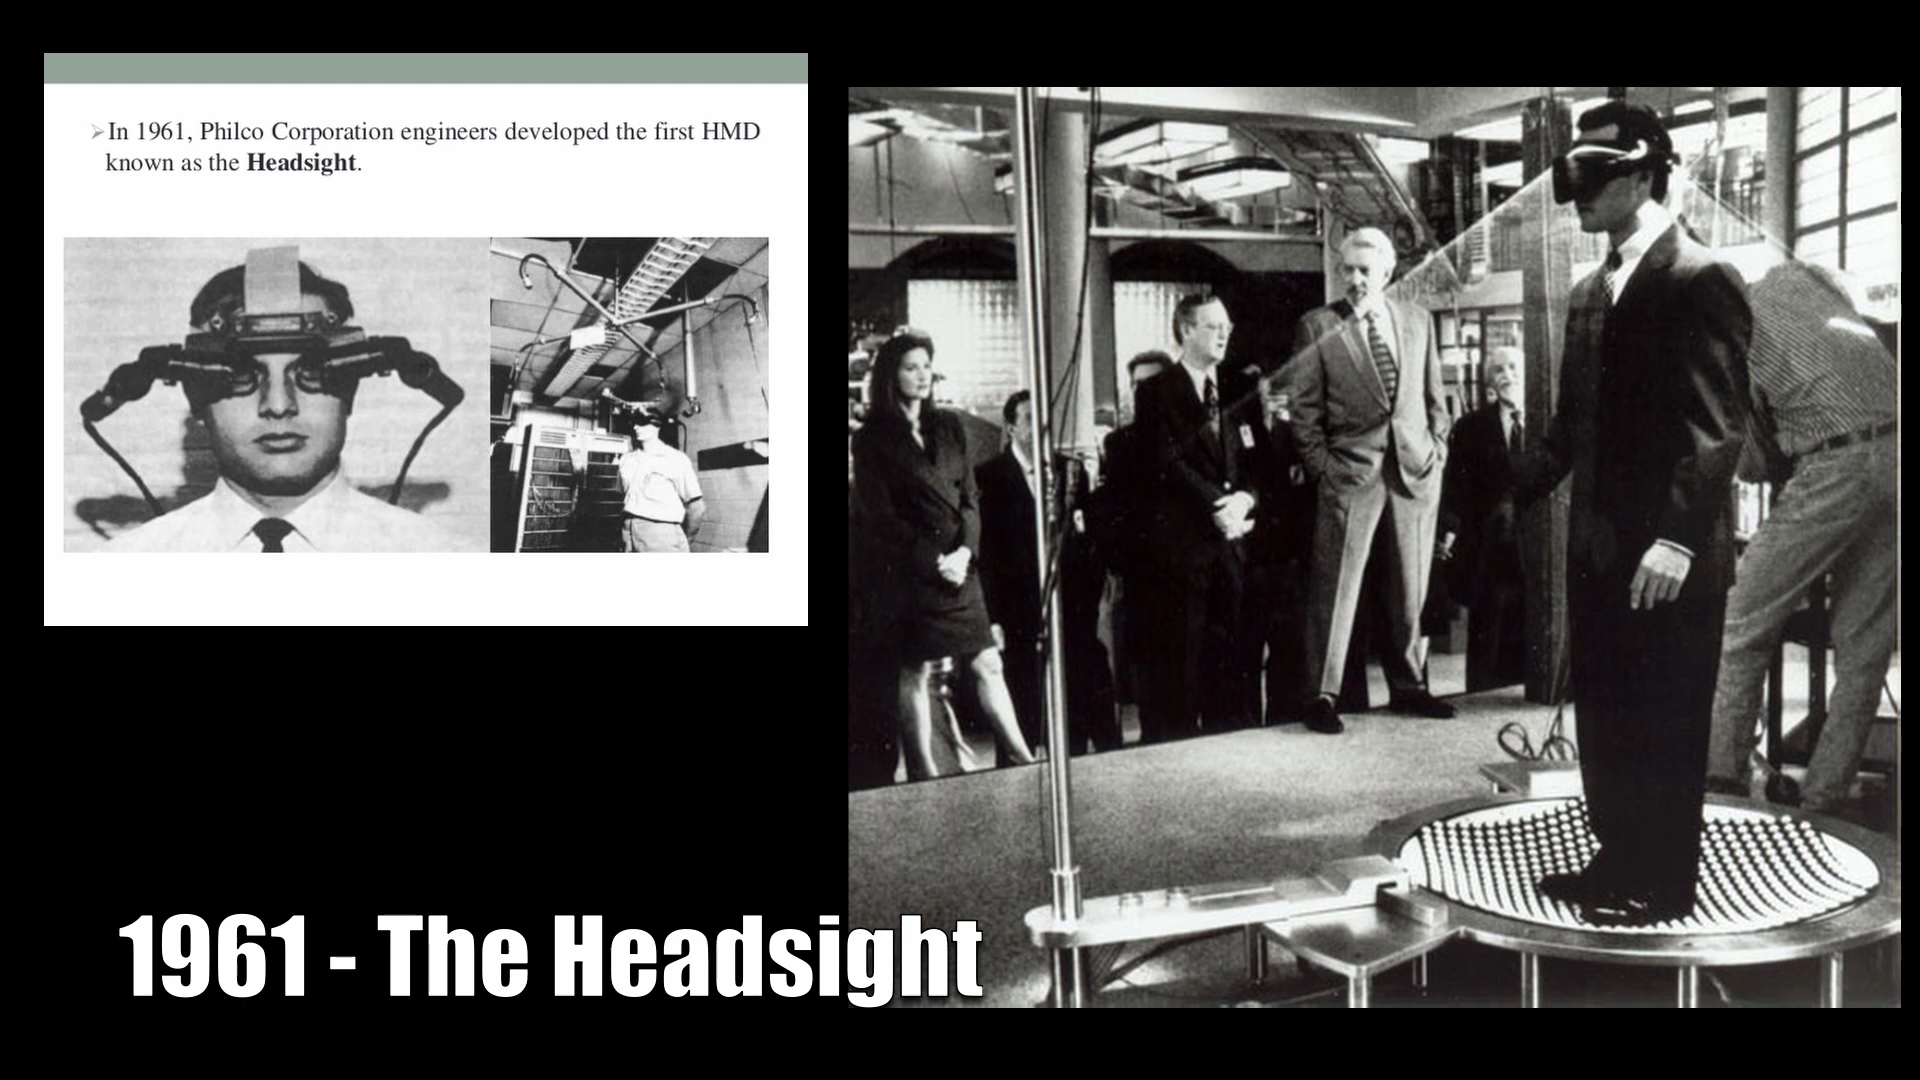 ➢In 1961, Philco Corporation engineers developed the first HMD
known as the Headsight.
1961 - The Headsight